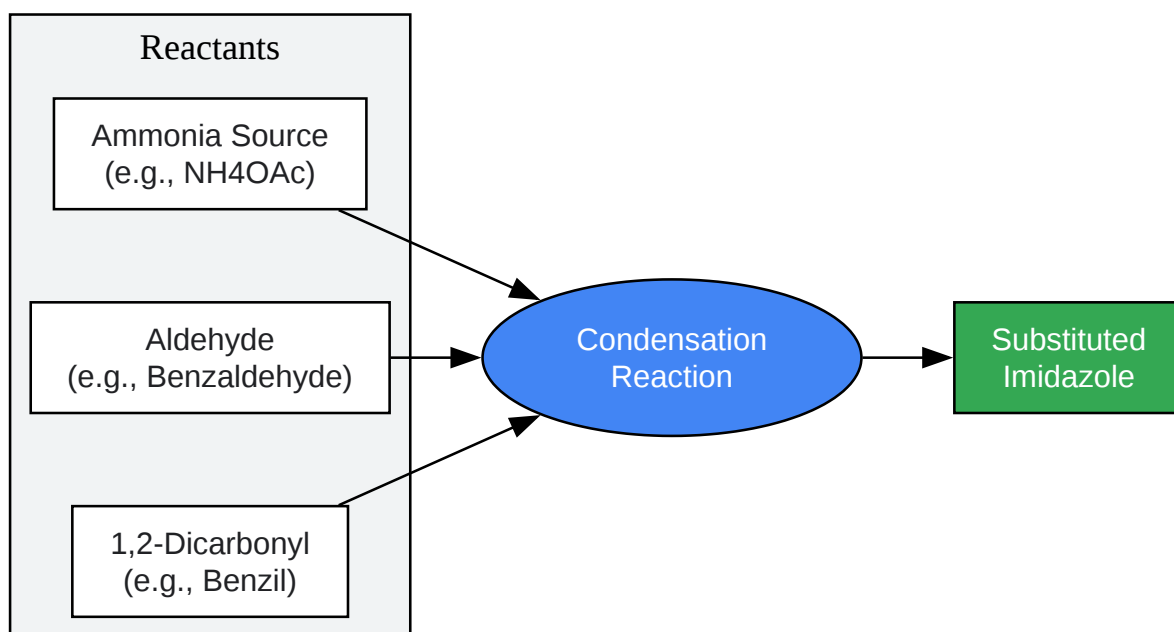 Reactants
Ammonia Source
(e.g., NH4OAc)
Aldehyde
(e.g., Benzaldehyde)
1,2-Dicarbonyl
(e.g., Benzil)
Condensation
Reaction
Substituted
Imidazole